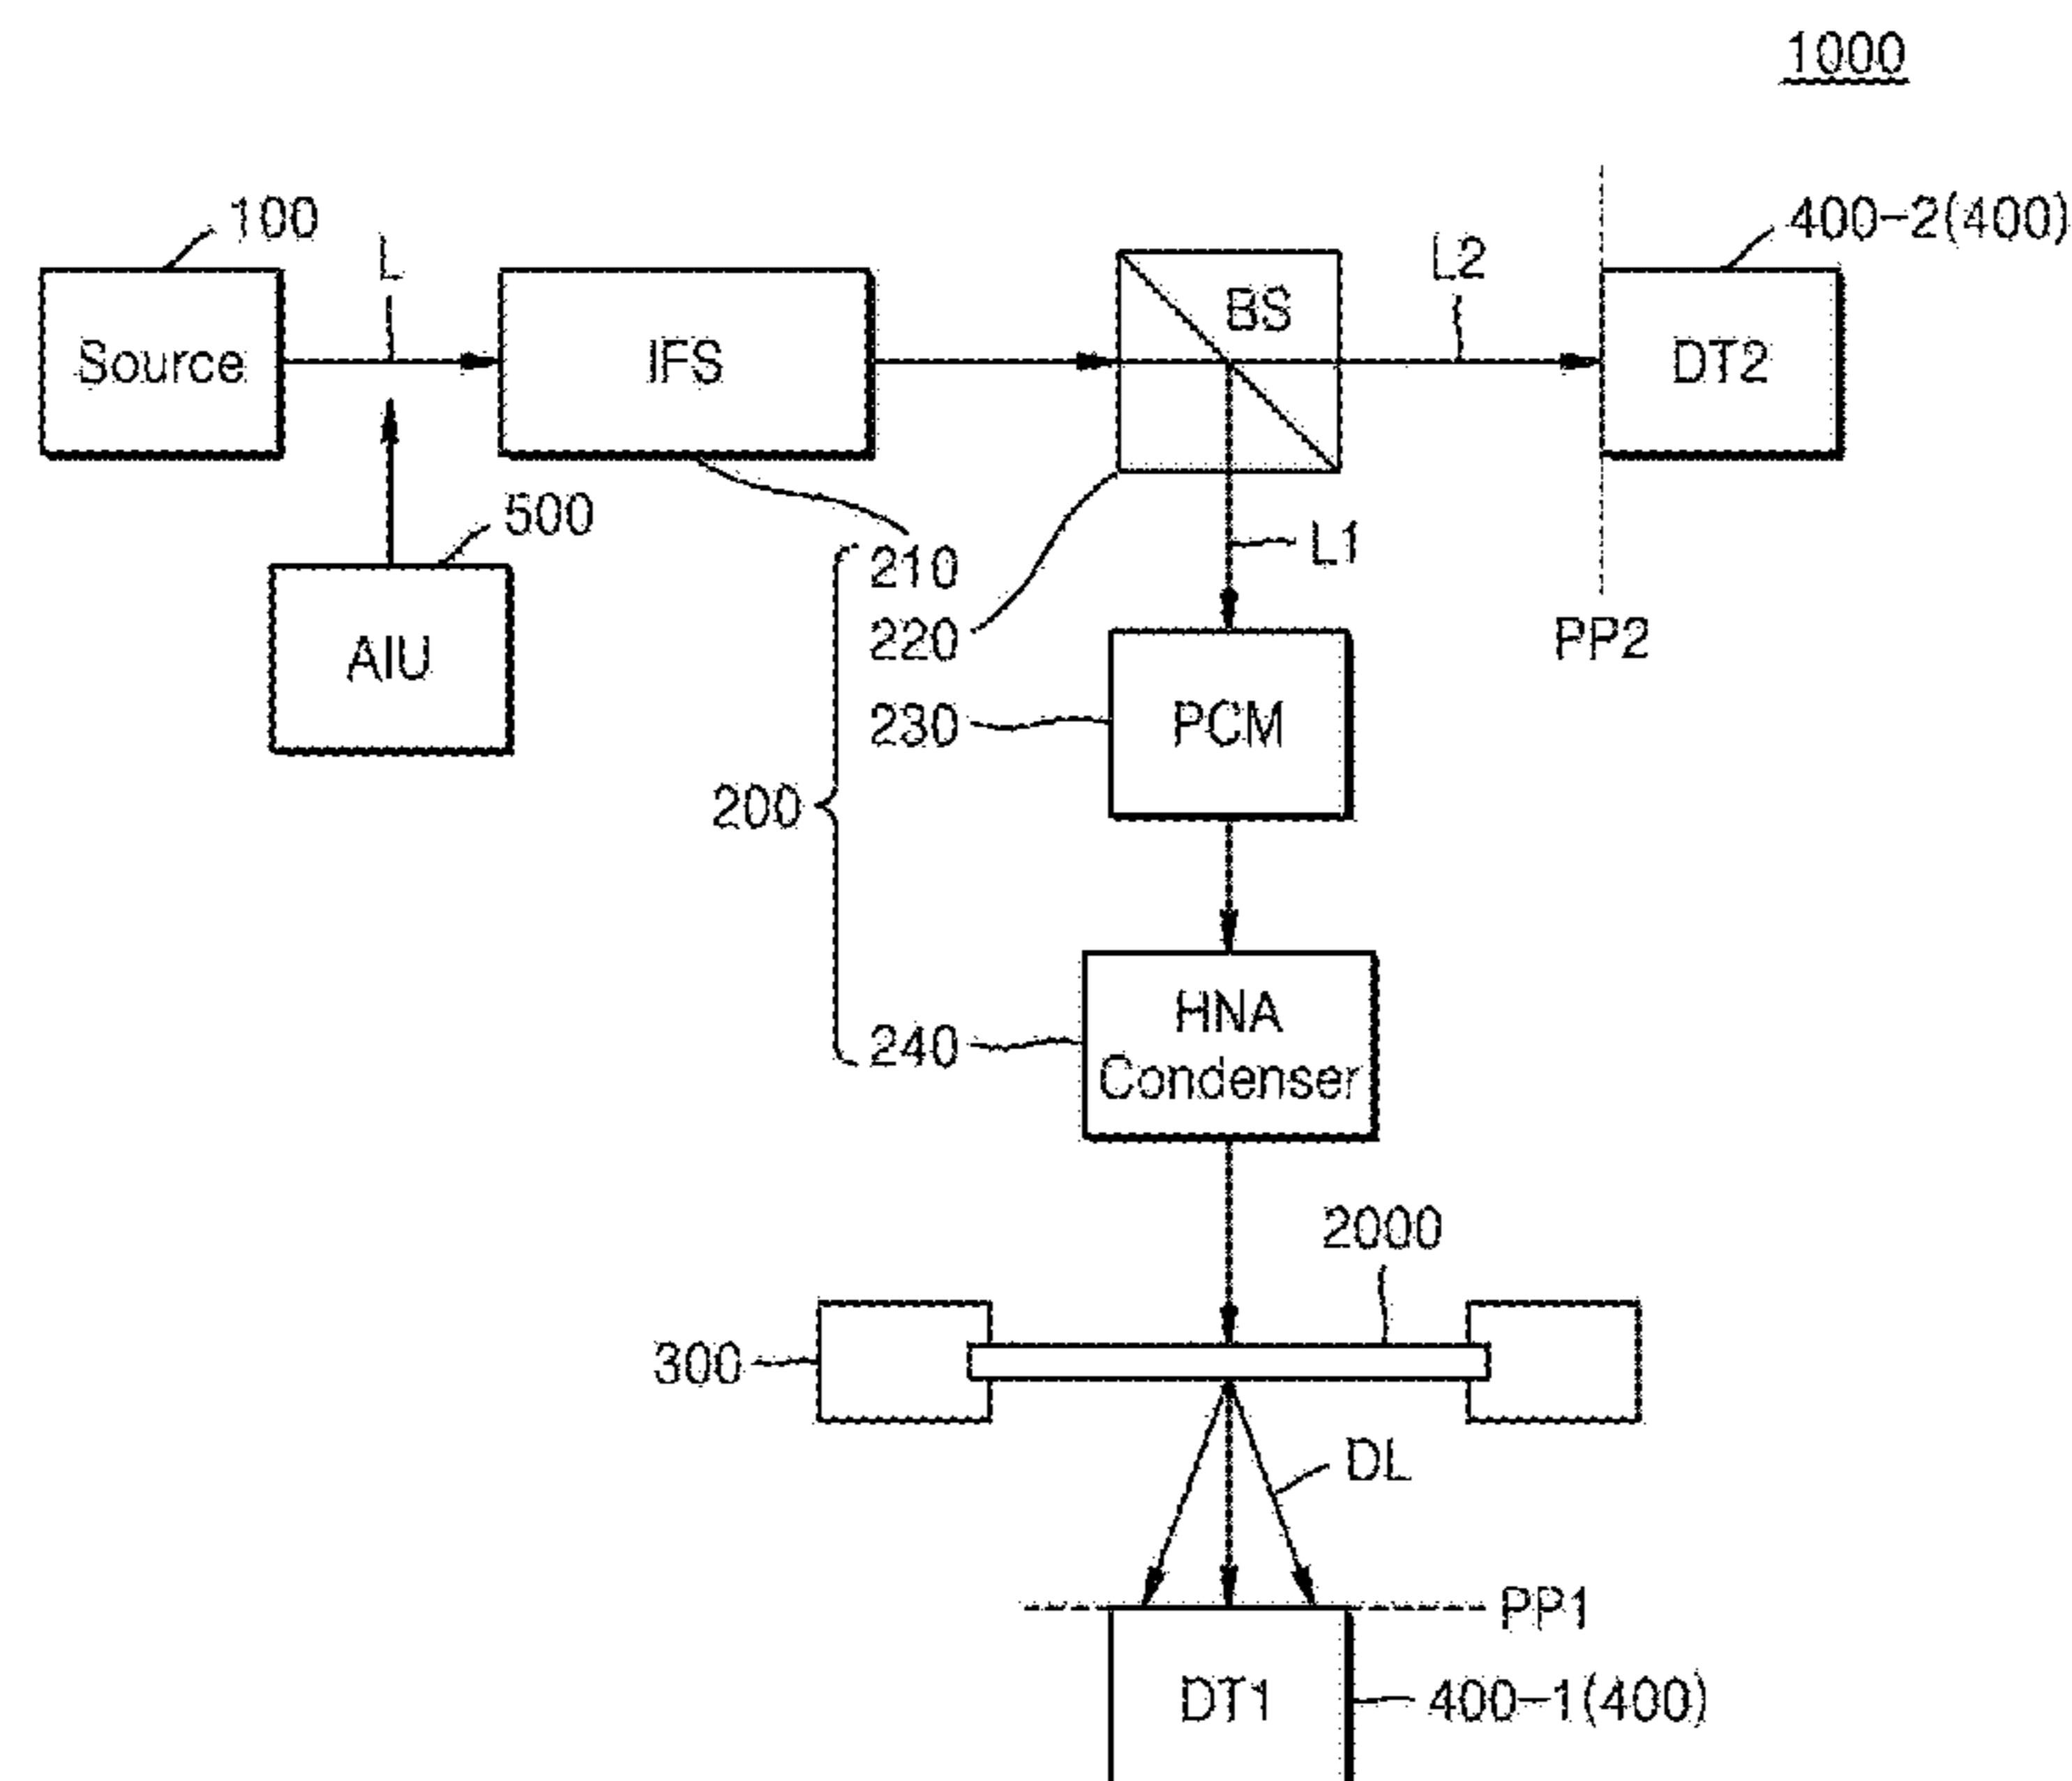 1000
100
L
400-2(400)
L2
BS
Source
IFS
DT2
500
L1
210
220
PP2
AIU
230
PCM
200
240
HNA
Condenser
2000
300
DL
PP1
DT1
400-1(400)